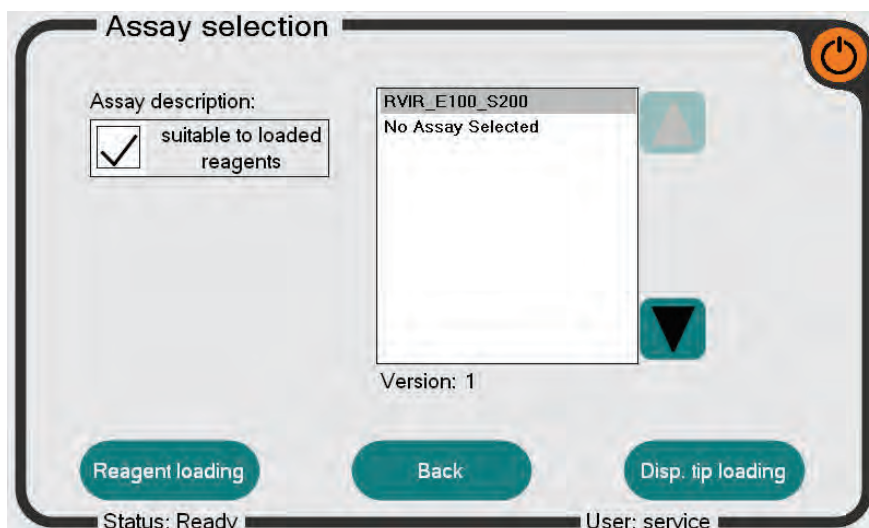 Assay selection
Assay description:
suitable to loaded
reagents
RVIR_E100_S200
No Assay Selected
Version: 1
Reagent loading
Back
Disp. tip loading
Status: Ready
User: service